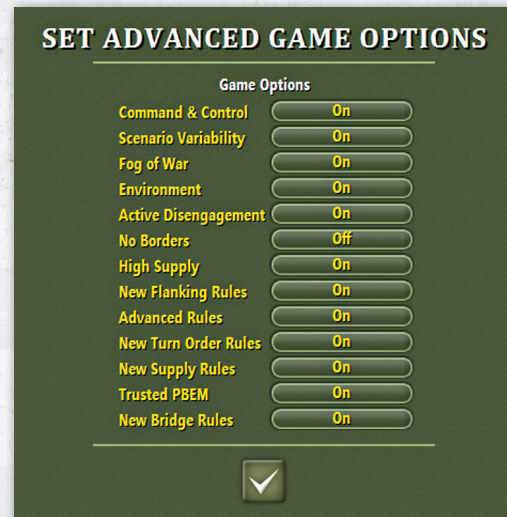 SET ADVANCED GAME OPTIONS
Game Options
Command & Control On
Scenario Variability On
Fog of War On
Environment On
Active Disengagement On
No Borders Off
High Supply On
New Flanking Rules On
Advanced Rules On
New Turn Order Rules On
New Supply Rules On
Trusted PBEM On
New Bridge Rules On